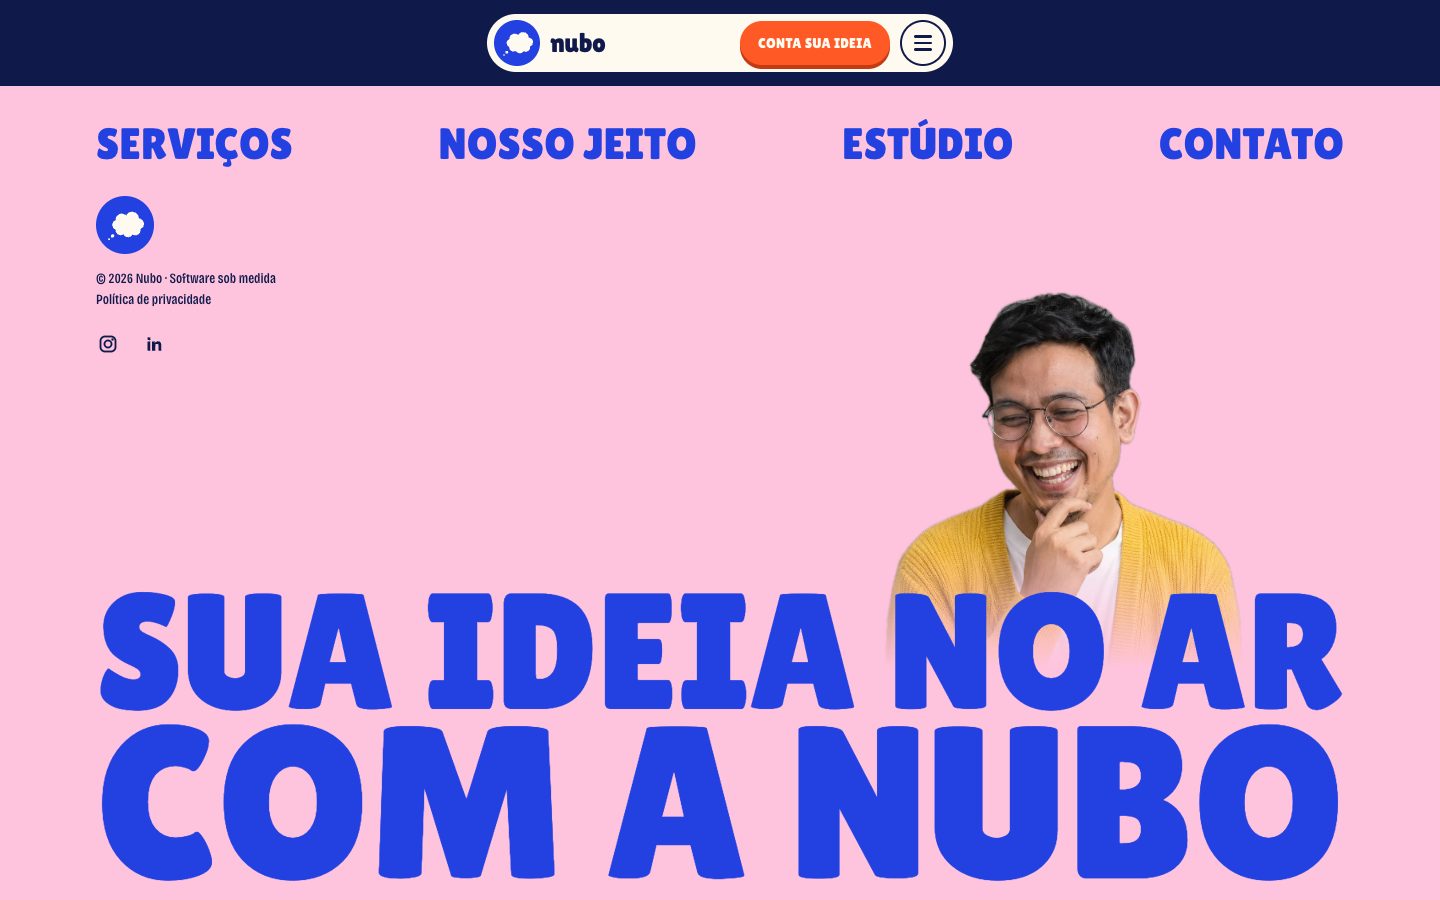 nubo
CONTA SUA IDEIA
SERVIÇOS
NOSSO JEITO
ESTÚDIO
CONTATO
© 2026 Nubo · Software sob medida
Política de privacidade
in
SUA IDEIA NO AR
COM A NUBO